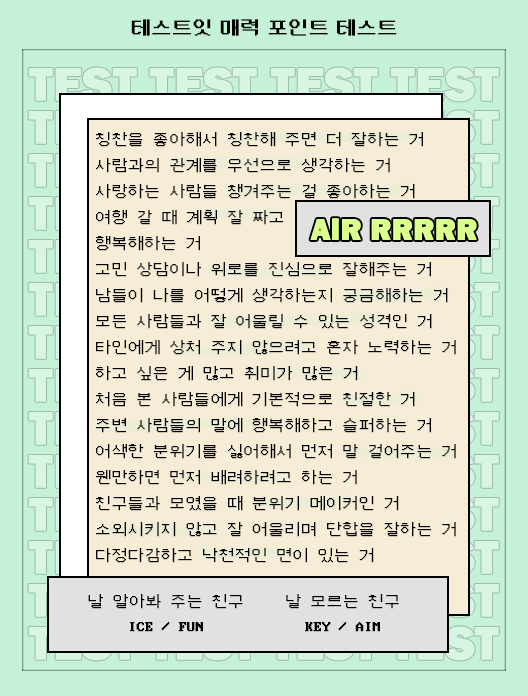 테스트잇 매력 포인트 테스트
TEST TEST TEST TEST
칭찬을 좋아해서 칭찬해 주면 더 잘하는 거
사람과의 관계를 우선으로 생각하는 거
사랑하는 사람들 챙겨주는 걸 좋아하는 거
여행 갈 때 계획 잘 짜고
AIR RRRRR
행복해하는 거
고민 상담이나 위로를 진심으로 잘해주는 거
남들이 나를 어떻게 생각하는지 궁금해하는 거
모든 사람들과 잘 어울릴 수 있는 성격인 거
타인에게 상처 주지 않으려고 혼자 노력하는 거
하고 싶은 게 많고 취미가 많은 거
처음 본 사람들에게 기본적으로 친절한 거
주변 사람들의 말에 행복해하고 슬퍼하는 거
어색한 분위기를 싫어해서 먼저 말 걸어주는 거
웬만하면 먼저 배려하려고 하는 거
친구들과 모였을 때 분위기 메이커인 거
소외시키지 않고 잘 어울리며 단합을 잘하는 거
다정다감하고 낙천적인 면이 있는 거
날 알아봐 주는 친구 날 모르는 친구
ICE / FUN KEY / AIM